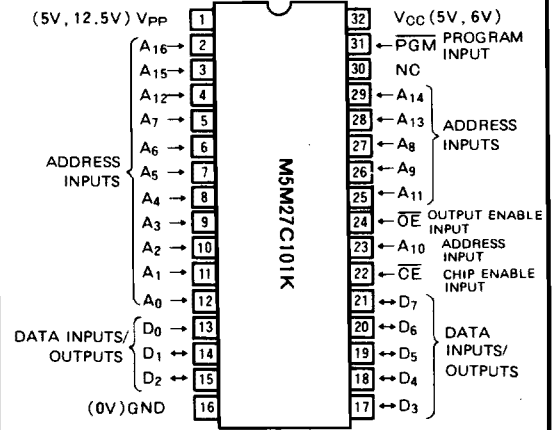 (5V, 12.5V) VPP 1 32 VCC (5V, 6V)
A16 2 31 PGM PROGRAM INPUT
A15 3 30 NC
A12 4 29 A14
A7 5 28 A13
A6 6 27 A8
A5 7 26 A9
A4 8 25 A11
ADDRESS INPUTS
ADDRESS INPUTS
A3 9 24 OE OUTPUT ENABLE INPUT
A2 10 23 A10 ADDRESS INPUT
A1 11 22 CE CHIP ENABLE INPUT
A0 12 21 D7
D0 13 20 D6
D1 14 19 D5
D2 15 18 D4
(0V) GND 16 17 D3
DATA INPUTS/ OUTPUTS
DATA INPUTS/ OUTPUTS
M5M27C101K